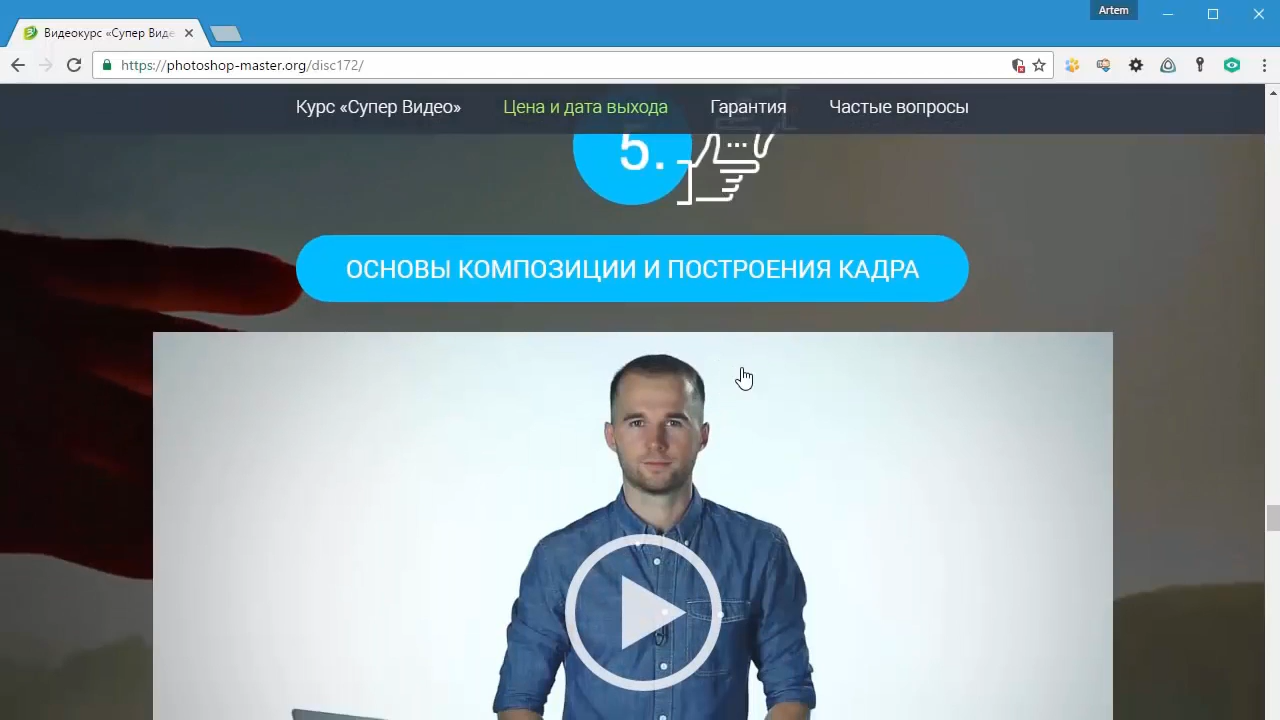 Artem
Видеокурс «Супер Виде
https://photoshop-master.org/disc172/
Курс «Супер Видео» Цена и дата выхода Гарантия Частые вопросы
5.
ОСНОВЫ КОМПОЗИЦИИ И ПОСТРОЕНИЯ КАДРА